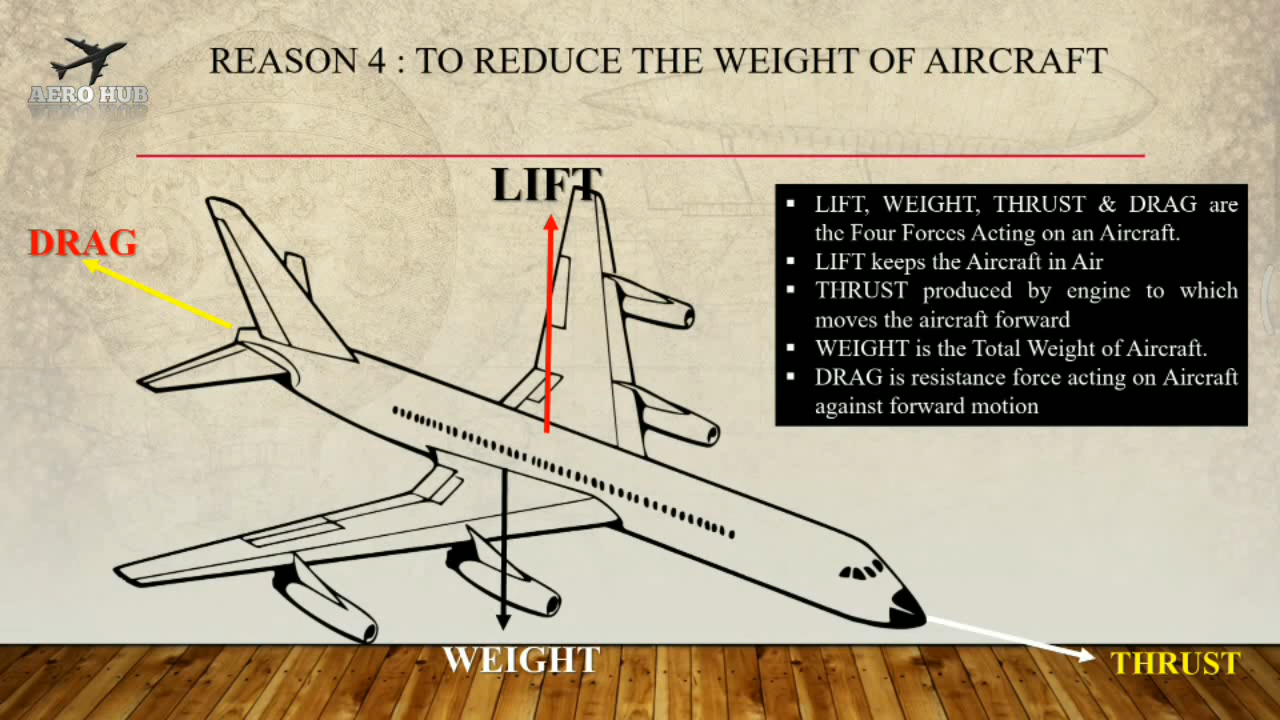 AERO HUB
REASON 4 : TO REDUCE THE WEIGHT OF AIRCRAFT
LIFT
DRAG
▪ LIFT, WEIGHT, THRUST & DRAG are
the Four Forces Acting on an Aircraft.
▪ LIFT keeps the Aircraft in Air
▪ THRUST produced by engine to which
moves the aircraft forward
▪ WEIGHT is the Total Weight of Aircraft.
▪ DRAG is resistance force acting on Aircraft
against forward motion
WEIGHT
THRUST